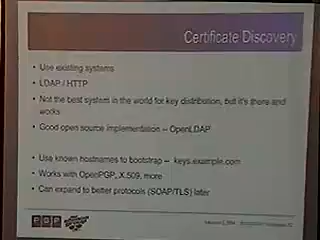 Certificate Discovery
• Use existing systems
• LDAP / HTTP
• Not the best system in the world for key distribution, but it's there and
works
• Good open source implementation – OpenLDAP
• Use known hostnames to bootstrap – keys.example.com
• Works with OpenPGP, X.509, more
• Can expand to better protocols (SOAP/TLS) later
PGP